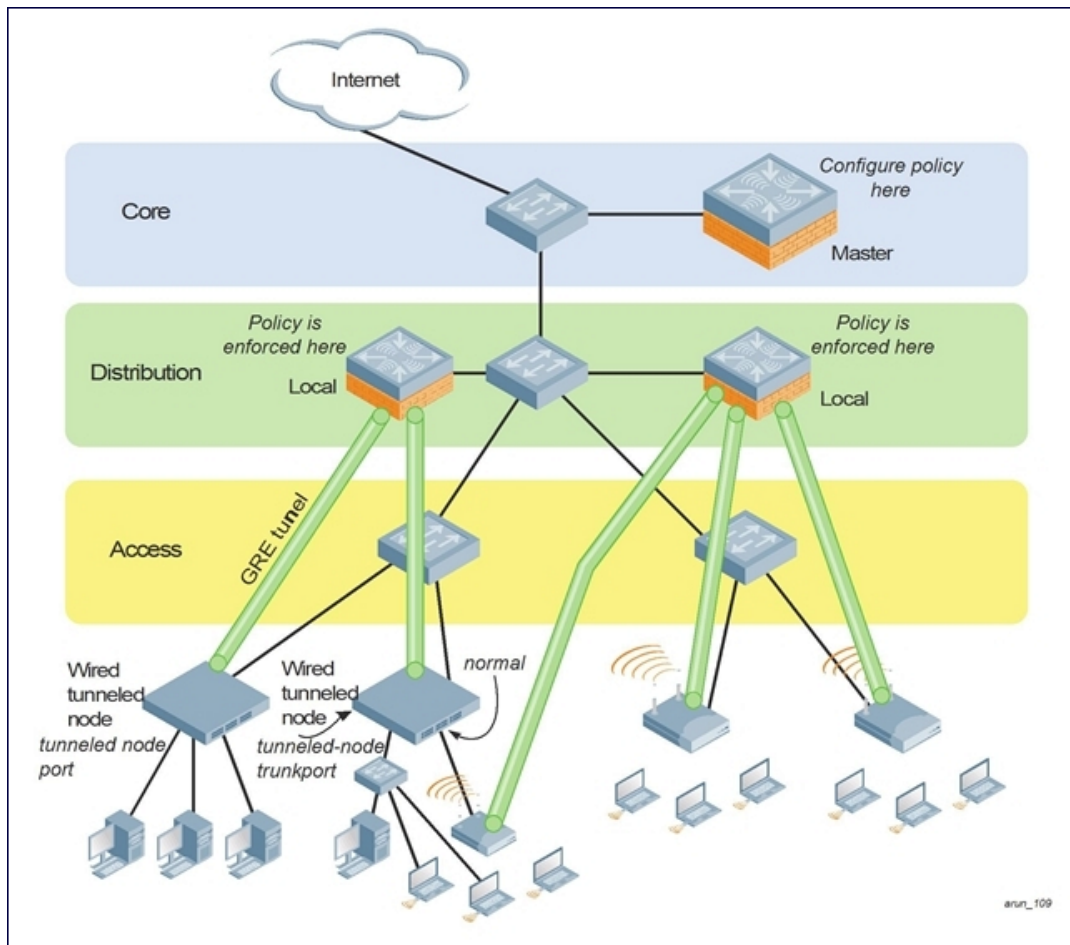 Internet
Configure policy
here
Core
Master
Policy is
enforced here
Policy is
enforced here
Distribution
Local
Local
GRE tunnel
Access
Wired
tunneled
node
tunneled node
port
Wired
tunneled
node
tunneled-node
trunkport
normal
arun_109